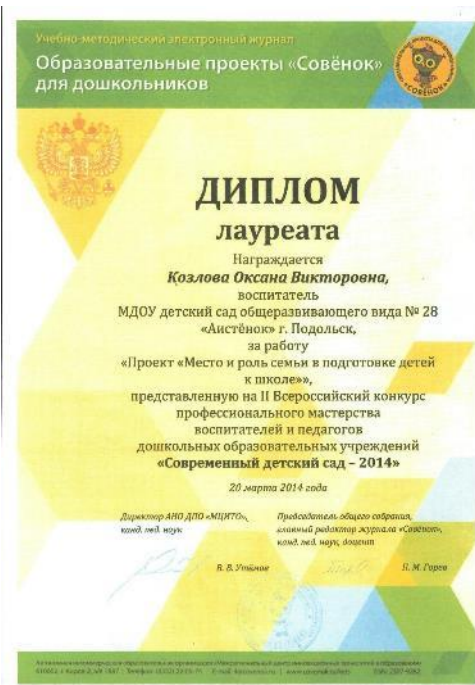 Учебно-методический электронный журнал
Образовательные проекты «Совёнок»
для дошкольников
«СОВЁНОК»
ДИПЛОМ
лауреата
Награждается
Козлова Оксана Викторовна,
воспитатель
МДОУ детский сад общеразвивающего вида № 28
«Аистёнок» г. Подольск,
за работу
«Проект «Место и роль семьи в подготовке детей
к школе»»,
представленную на II Всероссийский конкурс
профессионального мастерства
воспитателей и педагогов
дошкольных образовательных учреждений
«Современный детский сад – 2014»
20 марта 2014 года
Директор АНО ДПО «МЦИТО»,
канд. пед. наук
Председатель общего собрания,
главный редактор журнала «Совёнок»,
канд. пед. наук, доцент
В. В. Утёмов
П. М. Горев